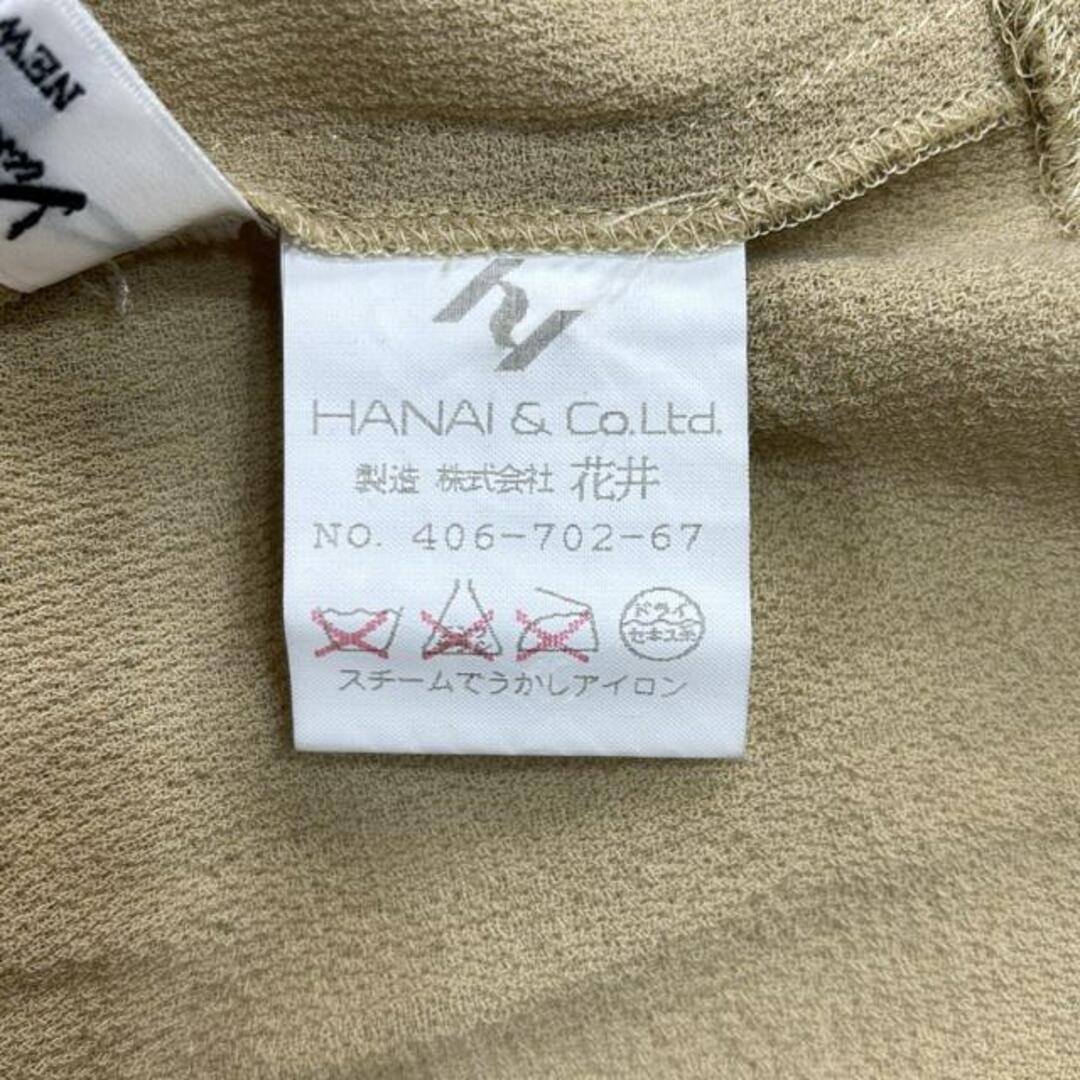 NEW
HANAI & Co.Ltd.
製造 株式会社 花井
NO. 406-702-67
ドライ
セキユ系
スチームでうかしアイロン